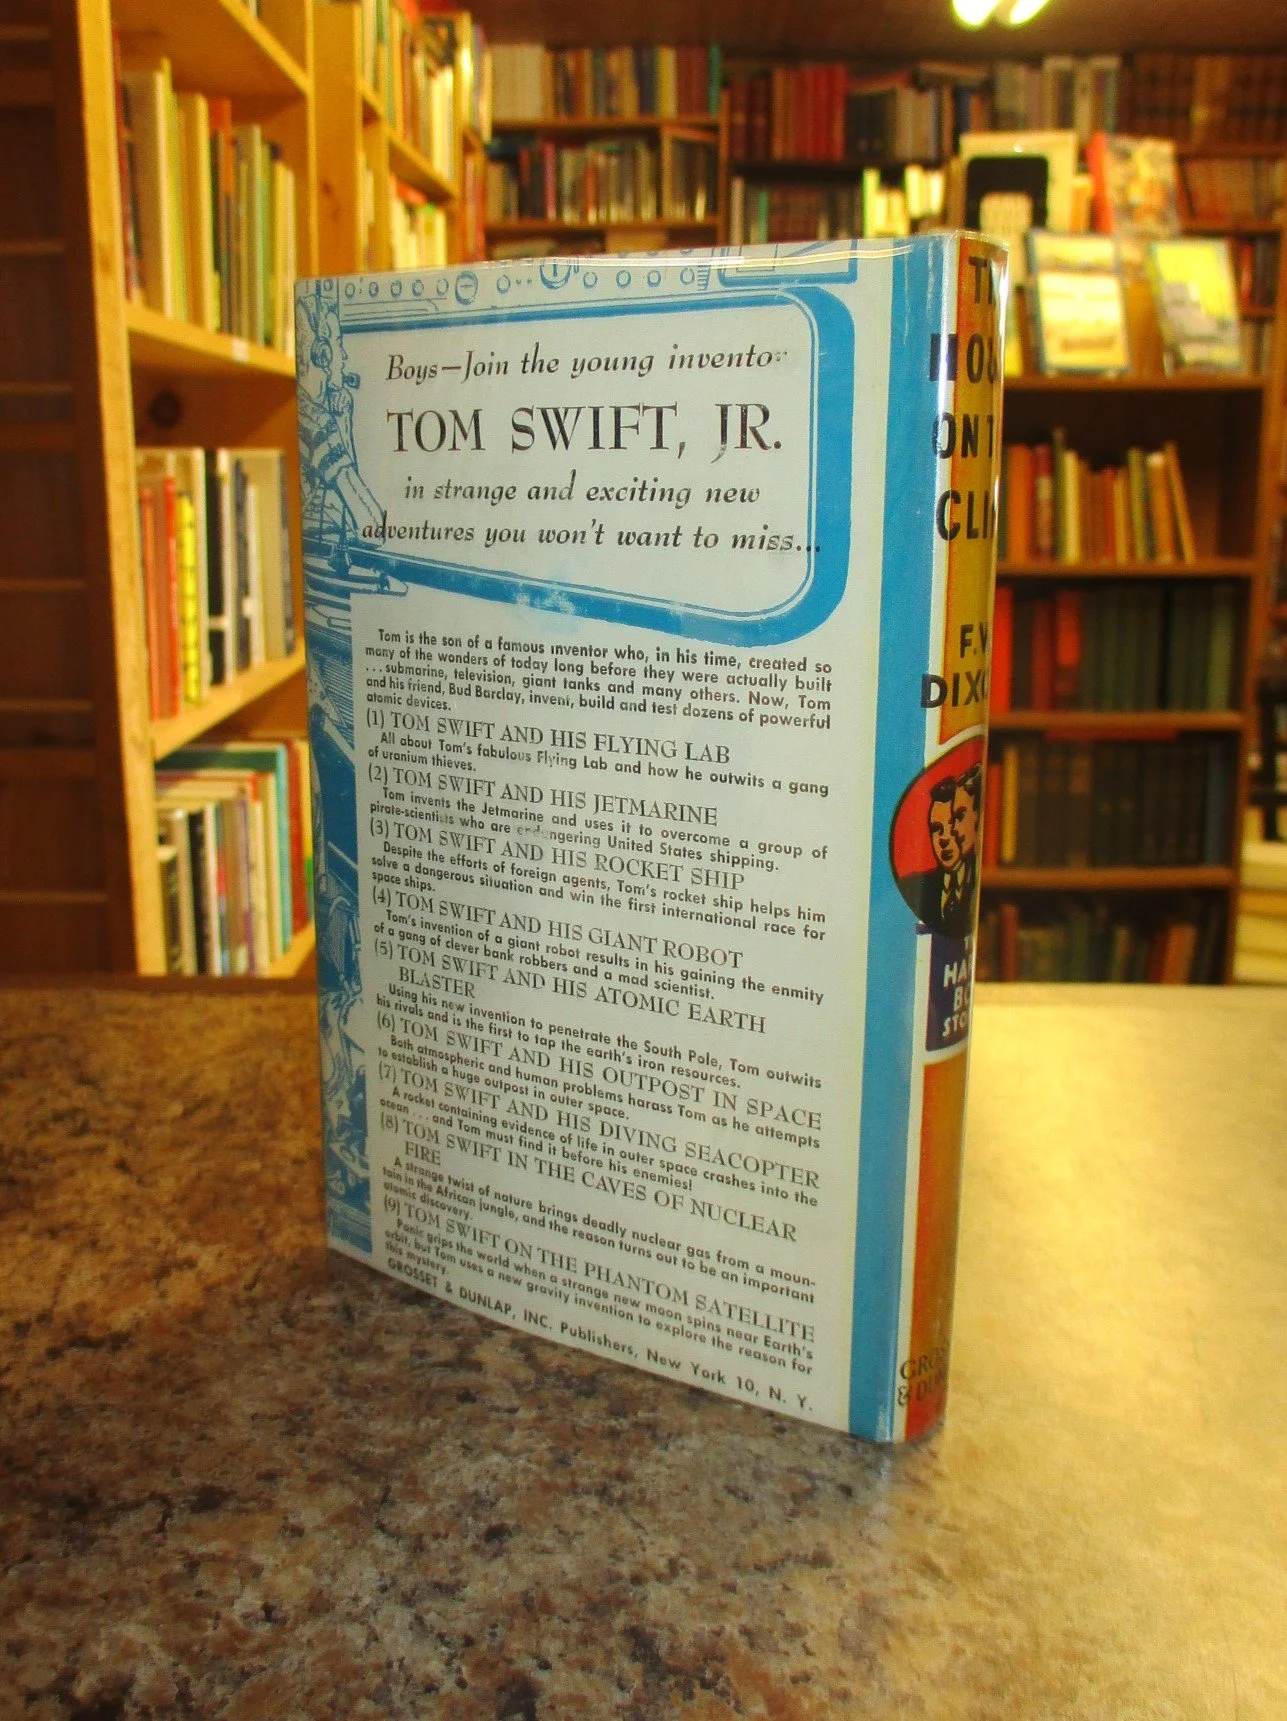 Boys—Join the young invento
TOM SWIFT, JR.
in strange and exciting new
adventures you won't want to miss...
Tom is the son of a famous inventor who, in his time, created so
many of the wonders of today long before they were actually built
...submarine, television, giant tanks and many others. Now, Tom
and his friend, Bud Barclay, invent, build and test dozens of powerful
atomic devices.
(1) TOM SWIFT AND HIS FLYING LAB
All about Tom's fabulous Flying Lab and how he outwits a gang
of uranium thieves.
(2) TOM SWIFT AND HIS JETMARINE
Tom invents the Jetmarine and uses it to overcome a group of
pirate-scientists who are endangering United States shipping.
(3) TOM SWIFT AND HIS ROCKET SHIP
Despite the efforts of foreign agents, Tom's rocket ship helps him
solve a dangerous situation and win the first international race for
space ships.
(4) TOM SWIFT AND HIS GIANT ROBOT
Tom's invention of a giant robot results in his gaining the enmity
of a gang of clever bank robbers and a mad scientist.
(5) TOM SWIFT AND HIS ATOMIC EARTH
BLASTER
Using his new invention to penetrate the South Pole, Tom outwits
his rivals and is the first to tap the earth's iron resources.
(6) TOM SWIFT AND HIS OUTPOST IN SPACE
Both atmospheric and human problems harass Tom as he attempts
to establish a huge outpost in outer space.
(7) TOM SWIFT AND HIS DIVING SEACOPTER
A rocket containing evidence of life in outer space crashes into the
ocean ... and Tom must find it before his enemies!
(8) TOM SWIFT IN THE CAVES OF NUCLEAR
FIRE
A strange twist of nature brings deadly nuclear gas from a moun-
tain in the African jungle, and the reason turns out to be an important
atomic discovery.
(9) TOM SWIFT ON THE PHANTOM SATELLITE
Panic grips the world when a strange new moon spins near Earth's
orbit, but Tom uses a new gravity invention to explore the reason for
this mystery.
GROSSET & DUNLAP, INC. Publishers, New York 10, N. Y.
ON
F.